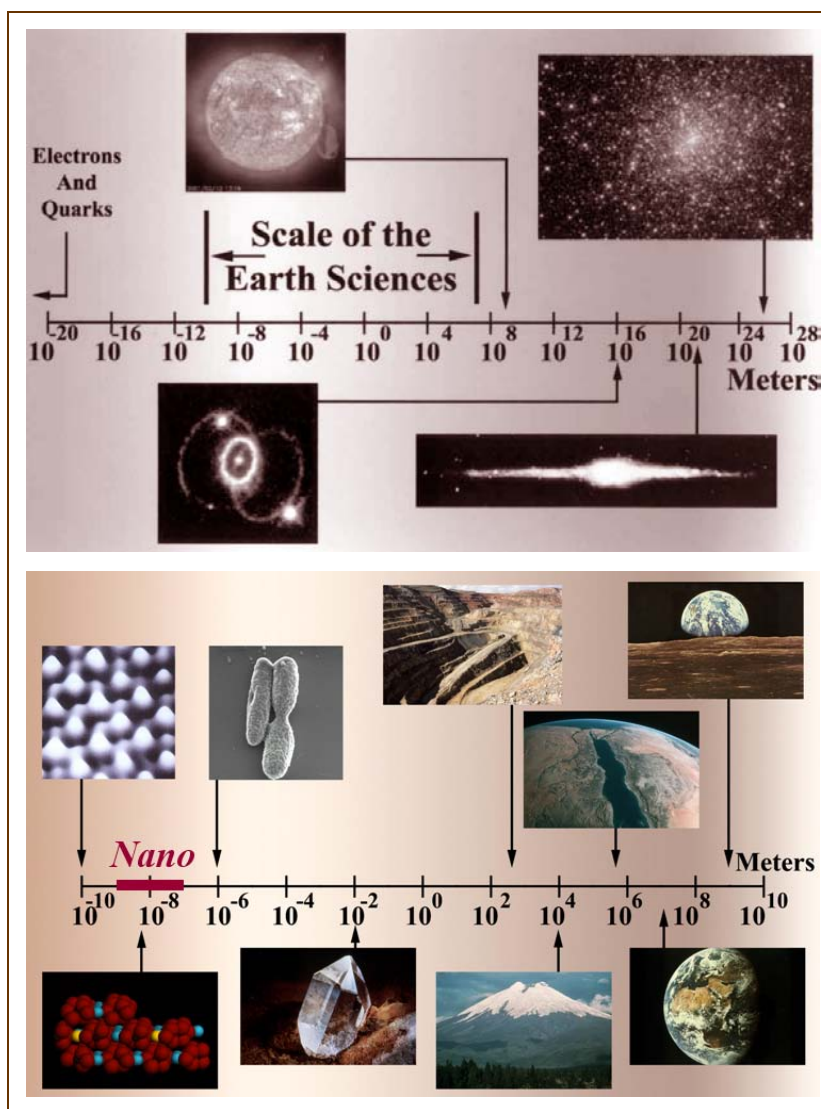 Electrons
And
Quarks
Scale of the
Earth Sciences
10⁻²⁰ 10⁻¹⁶ 10⁻¹² 10⁻⁸ 10⁻⁴ 10⁰ 10⁴ 10⁸ 10¹² 10¹⁶ 10²⁰ 10²⁴ 10²⁸
Meters
Nano
Meters
10⁻¹⁰ 10⁻⁸ 10⁻⁶ 10⁻⁴ 10⁻² 10⁰ 10² 10⁴ 10⁶ 10⁸ 10¹⁰